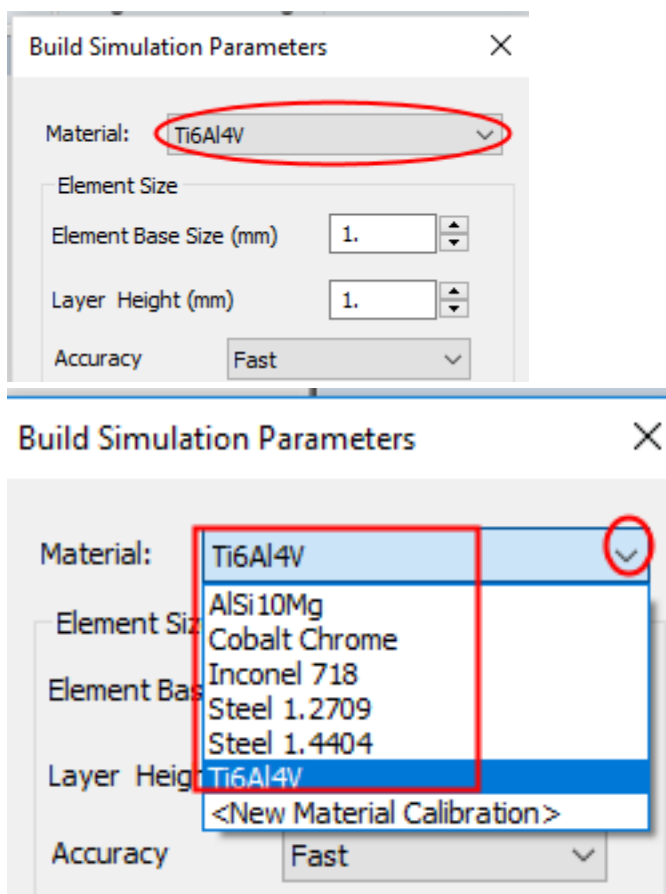 Build Simulation Parameters
Material: Ti6Al4V
Element Size
Element Base Size (mm) 1.
Layer Height (mm) 1.
Accuracy Fast
Build Simulation Parameters
Material: Ti6Al4V
AlSi10Mg
Element Siz
Cobalt Chrome
Inconel 718
Element Bas
Steel 1.2709
Steel 1.4404
Layer Heig Ti6Al4V
<New Material Calibration>
Accuracy Fast